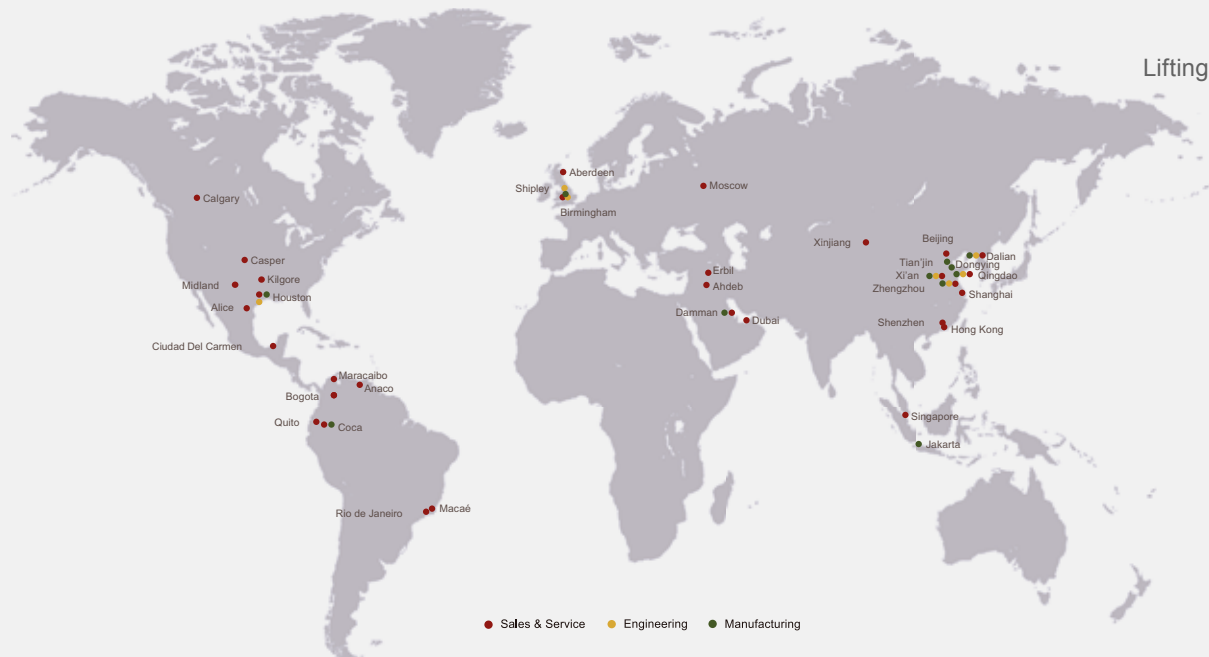 Lifting
Aberdeen
Shipley
Moscow
Calgary
Birmingham
Xinjiang
Beijing
Casper
Tian'jin
Dongying
Dalian
Erbil
Xi'an
Qingdao
Kilgore
Midland
Ahdeb
Zhengzhou
Houston
Shanghai
Alice
Damman
Dubai
Shenzhen
Hong Kong
Ciudad Del Carmen
Maracaibo
Anaco
Bogota
Singapore
Quito
Coca
Jakarta
Rio de Janeiro
Macaé
Sales & Service
Engineering
Manufacturing